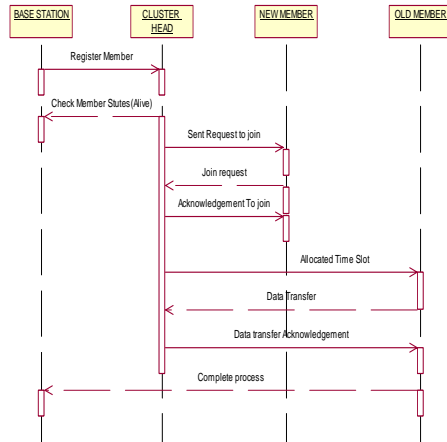 BASE STATION
CLUSTER
HEAD
NEW MEMBER
OLD MEMBER
Register Member
Check Member Stutes(Alive)
Sent Request to join
Join request
Acknowledgement To join
Allocated Time Slot
Data Transfer
Data transfer Acknowledgement
Complete process